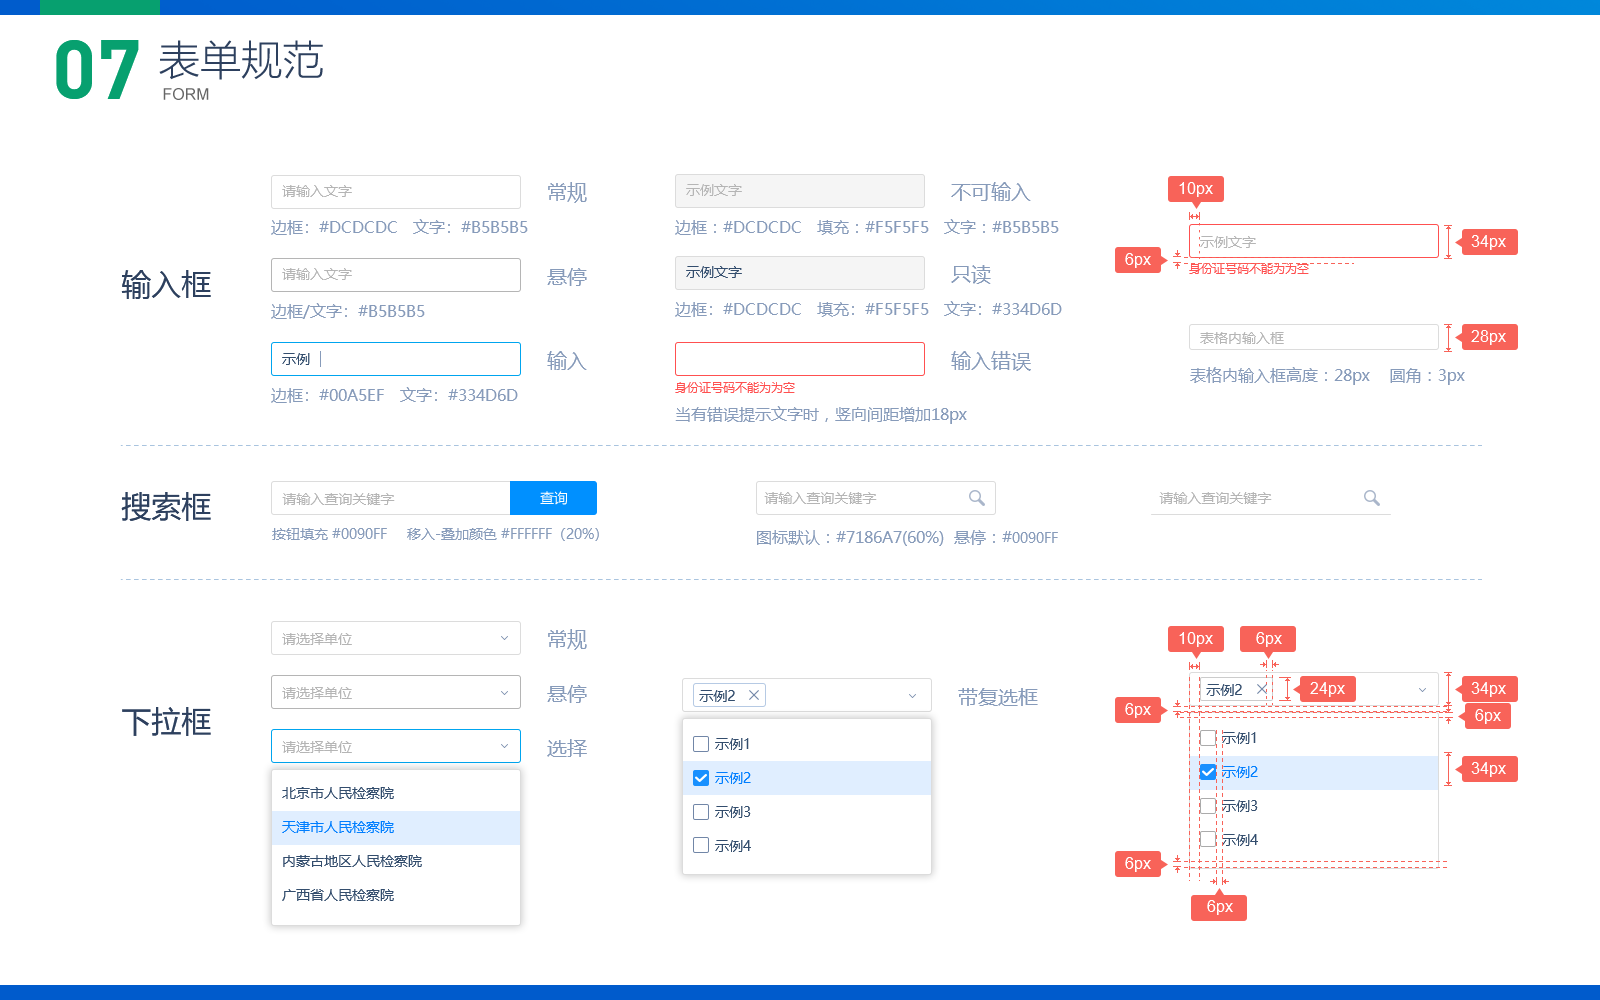 07 表单规范
FORM
输入框
请输入文字 常规
边框：#DCDCDC 文字：#B5B5B5
请输入文字 悬停
边框/文字：#B5B5B5
示例 输入
边框：#00A5EF 文字：#334D6D
示例文字 不可输入
边框：#DCDCDC 填充：#F5F5F5 文字：#B5B5B5
示例文字 只读
边框：#DCDCDC 填充：#F5F5F5 文字：#334D6D
输入错误
身份证号码不能为为空
当有错误提示文字时，竖向间距增加18px
10px
示例文字 34px
6px
身份证号码不能为为空
表格内输入框 28px
表格内输入框高度：28px 圆角：3px
搜索框
请输入查询关键字 查询
按钮填充 #0090FF 移入-叠加颜色 #FFFFFF（20%）
请输入查询关键字
图标默认：#7186A7(60%) 悬停：#0090FF
请输入查询关键字
下拉框
请选择单位 常规
请选择单位 悬停
请选择单位 选择
北京市人民检察院
天津市人民检察院
内蒙古地区人民检察院
广西省人民检察院
示例2 带复选框
示例1
示例2
示例3
示例4
10px 6px
示例2 24px 34px
6px 6px
示例1
示例2 34px
示例3
示例4
6px
6px